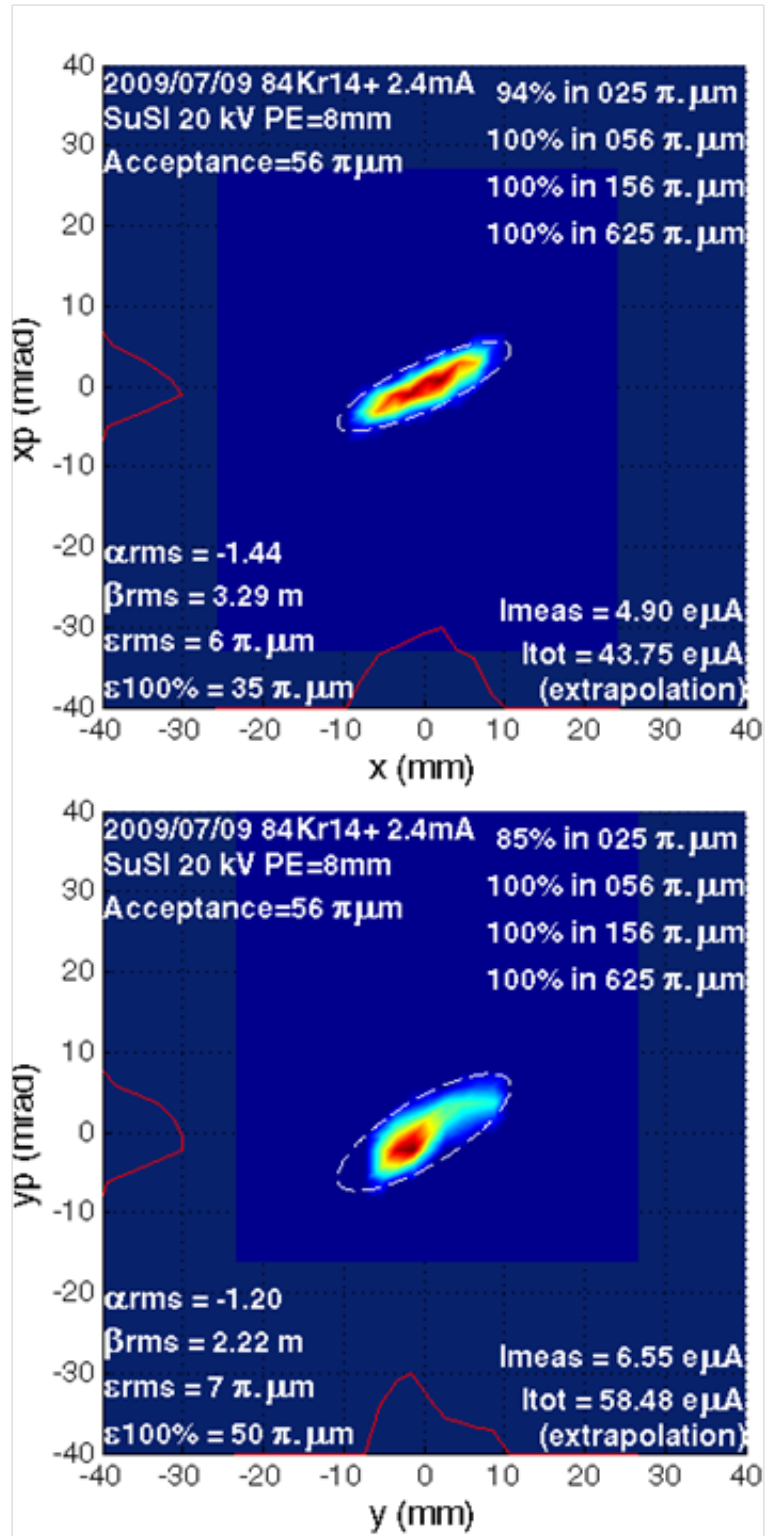 40
30
20
10
0
-10
-20
-30
-40
xp (mrad)
2009/07/09 84Kr14+ 2.4mA
SuSI 20 kV PE=8mm
Acceptance=56 πμm
94% in 025 π.μm
100% in 056 π.μm
100% in 156 π.μm
100% in 625 π.μm
αrms = -1.44
βrms = 3.29 m
εrms = 6 π.μm
ε100% = 35 π.μm
Imeas = 4.90 eμA
Itot = 43.75 eμA
(extrapolation)
-40 -30 -20 -10 0 10 20 30 40
x (mm)
40
30
20
10
0
-10
-20
-30
-40
yp (mrad)
2009/07/09 84Kr14+ 2.4mA
SuSI 20 kV PE=8mm
Acceptance=56 πμm
85% in 025 π.μm
100% in 056 π.μm
100% in 156 π.μm
100% in 625 π.μm
αrms = -1.20
βrms = 2.22 m
εrms = 7 π.μm
ε100% = 50 π.μm
Imeas = 6.55 eμA
Itot = 58.48 eμA
(extrapolation)
-40 -30 -20 -10 0 10 20 30 40
y (mm)